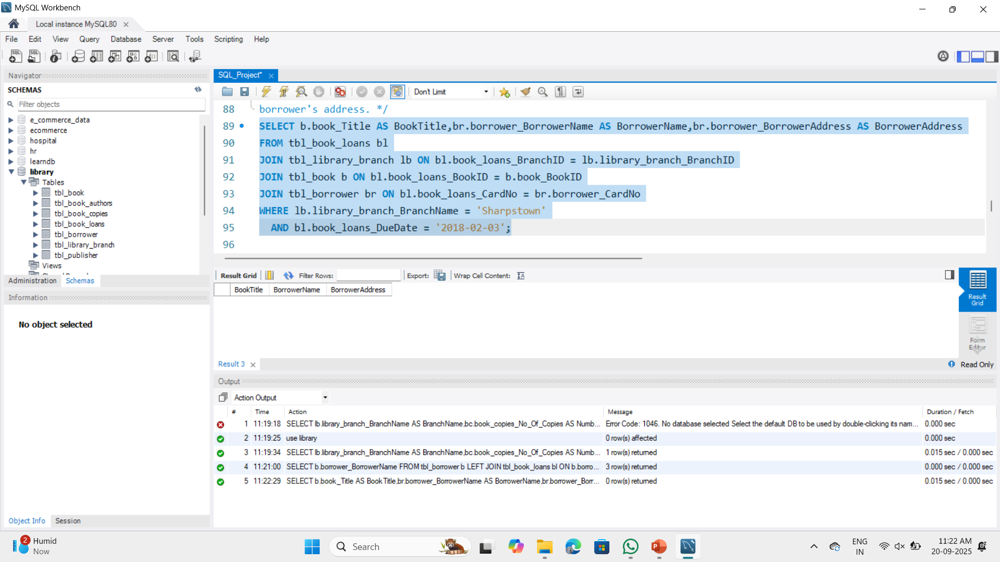 MySQL Workbench
Local instance MySQL80
File Edit View Query Database Server Tools Scripting Help
Navigator
SCHEMAS
Filter objects
e_commerce_data
ecommerce
hospital
hr
learndb
library
Tables
tbl_book
tbl_book_authors
tbl_book_copies
tbl_book_loans
tbl_borrower
tbl_library_branch
tbl_publisher
Views
Administration Schemas
Information
No object selected
Object Info Session
SQL_Project*
Don't Limit
88 borrower's address. */
89 SELECT b.book_Title AS BookTitle,br.borrower_BorrowerName AS BorrowerName,br.borrower_BorrowerAddress AS BorrowerAddress
90 FROM tbl_book_loans bl
91 JOIN tbl_library_branch lb ON bl.book_loans_BranchID = lb.library_branch_BranchID
92 JOIN tbl_book b ON bl.book_loans_BookID = b.book_BookID
93 JOIN tbl_borrower br ON bl.book_loans_CardNo = br.borrower_CardNo
94 WHERE lb.library_branch_BranchName = 'Sharpstown'
95 AND bl.book_loans_DueDate = '2018-02-03';
96
Result Grid Filter Rows: Export: Wrap Cell Content:
BookTitle BorrowerName BorrowerAddress
Result Grid
Form Editor
Result 3
Read Only
Output
Action Output
# Time Action Message Duration / Fetch
1 11:19:18 SELECT lb.library_branch_BranchName AS BranchName,bc.book_copies_No_Of_Copies AS Numb... Error Code: 1046. No database selected Select the default DB to be used by double-clicking its nam... 0.000 sec
2 11:19:25 use library 0 row(s) affected 0.000 sec
3 11:19:34 SELECT lb.library_branch_BranchName AS BranchName,bc.book_copies_No_Of_Copies AS Numb... 1 row(s) returned 0.015 sec / 0.000 sec
4 11:21:00 SELECT b.borrower_BorrowerName FROM tbl_borrower b LEFT JOIN tbl_book_loans bl ON b.borro... 3 row(s) returned 0.000 sec / 0.000 sec
5 11:22:29 SELECT b.book_Title AS BookTitle,br.borrower_BorrowerName AS BorrowerName,br.borrower_Borr... 0 row(s) returned 0.015 sec / 0.000 sec
2 Humid
Now
Search
ENG
IN
11:22 AM
20-09-2025